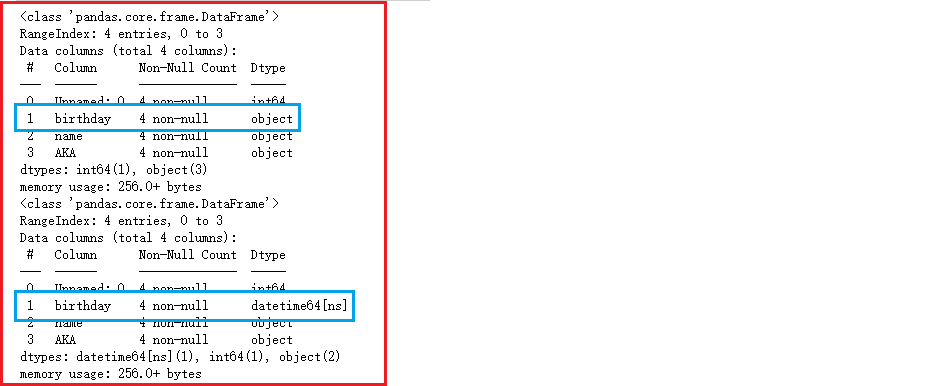 <class 'pandas.core.frame.DataFrame'>
RangeIndex: 4 entries, 0 to 3
Data columns (total 4 columns):
 #   Column      Non-Null Count  Dtype
---  ------      --------------  -----
 0   Unnamed: 0  4 non-null      int64
 1   birthday    4 non-null      object
 2   name        4 non-null      object
 3   AKA         4 non-null      object
dtypes: int64(1), object(3)
memory usage: 256.0+ bytes
<class 'pandas.core.frame.DataFrame'>
RangeIndex: 4 entries, 0 to 3
Data columns (total 4 columns):
 #   Column      Non-Null Count  Dtype
---  ------      --------------  -----
 0   Unnamed: 0  4 non-null      int64
 1   birthday    4 non-null      datetime64[ns]
 2   name        4 non-null      object
 3   AKA         4 non-null      object
dtypes: datetime64[ns](1), int64(1), object(2)
memory usage: 256.0+ bytes